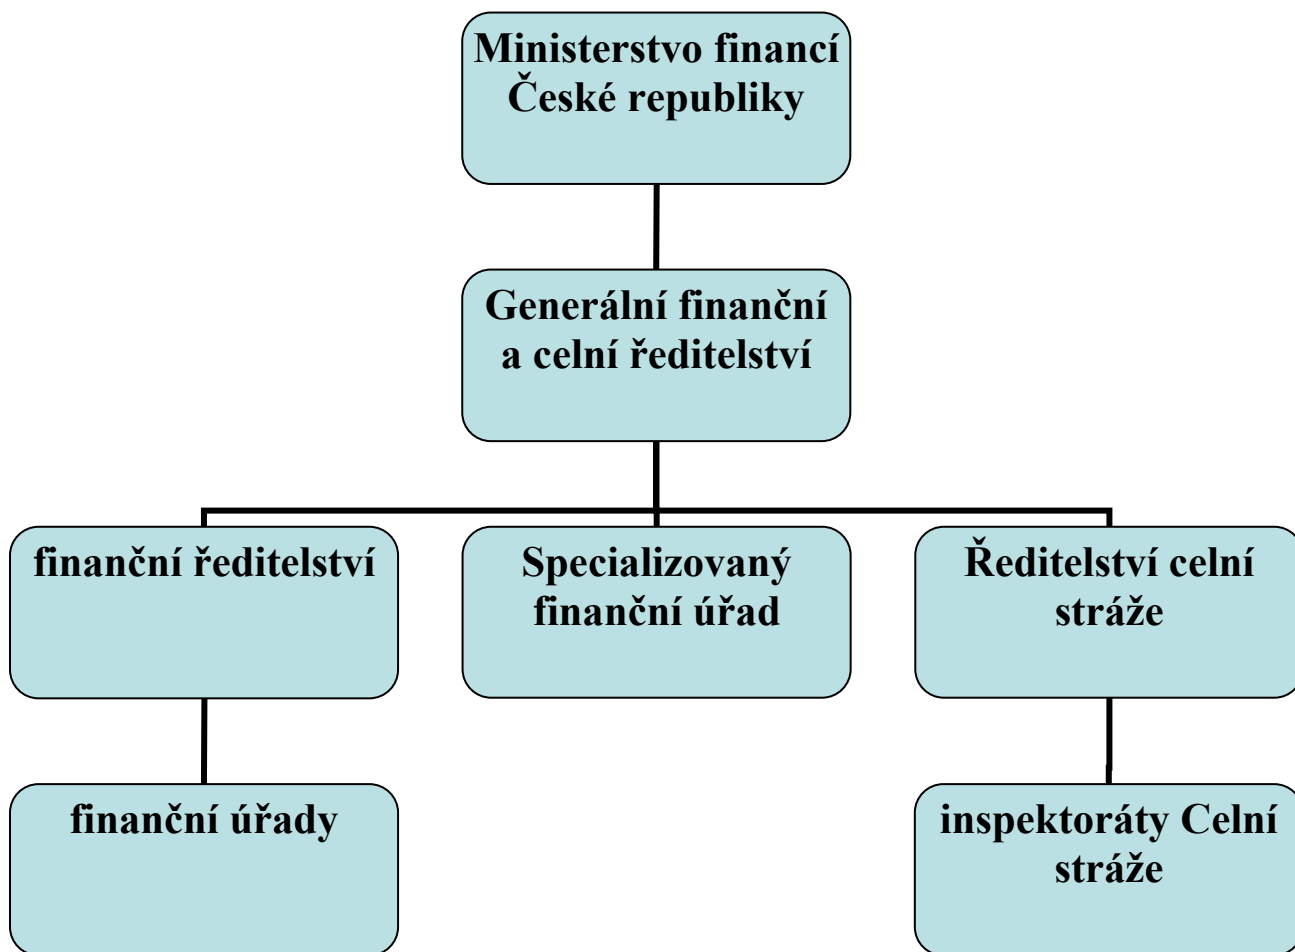 Ministerstvo financí
České republiky
Generální finanční
a celní ředitelství
finanční ředitelství
Specializovaný
finanční úřad
Ředitelství celní
stráže
finanční úřady
inspektoráty Celní
stráže